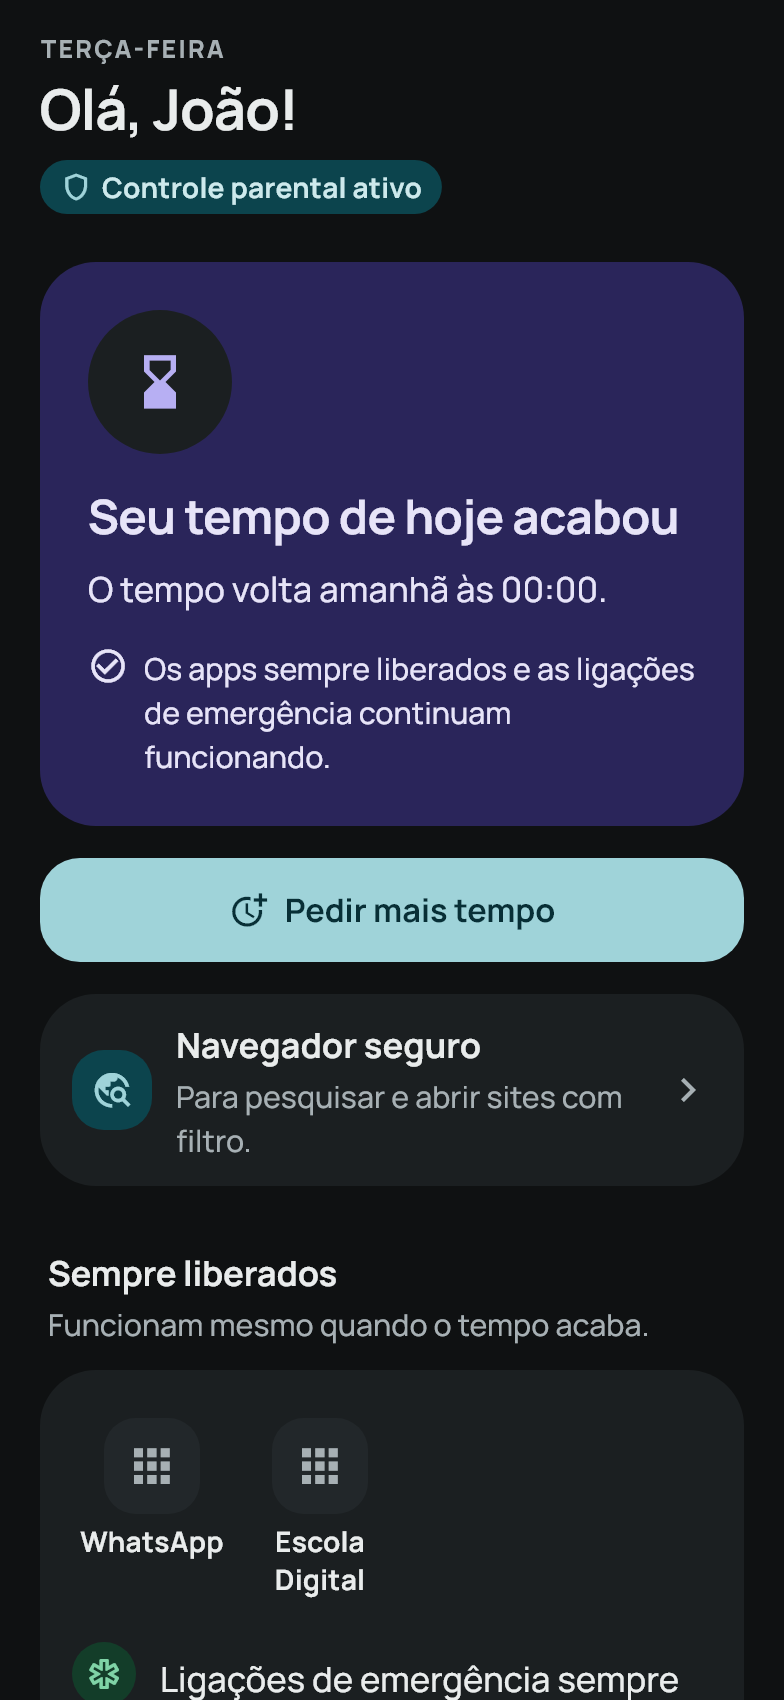 TERÇA-FEIRA
Olá, João!
Controle parental ativo
Seu tempo de hoje acabou
O tempo volta amanhã às 00:00.
Os apps sempre liberados e as ligações
de emergência continuam
funcionando.
Pedir mais tempo
Navegador seguro
Para pesquisar e abrir sites com
filtro.
Sempre liberados
Funcionam mesmo quando o tempo acaba.
WhatsApp
Escola
Digital
Ligações de emergência sempre